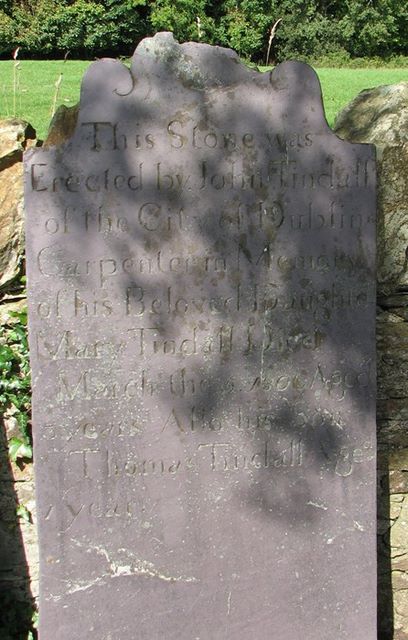 This Stone was
Erected by John Tindall
of the City of Dublin
Carpenter in Memory
of his Beloved Daughter
Mary Tindall Died
March the Aged
years Also his Son
Thomas Tindall Aged
years